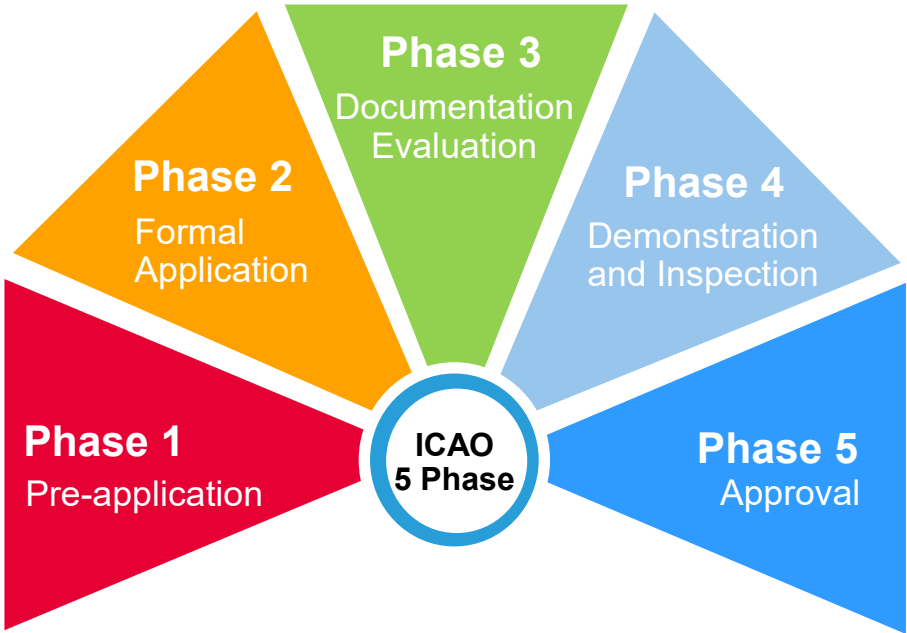 Phase 1
Pre-application
Phase 2
Formal
Application
Phase 3
Documentation
Evaluation
Phase 4
Demonstration
and Inspection
Phase 5
Approval
ICAO
5 Phase